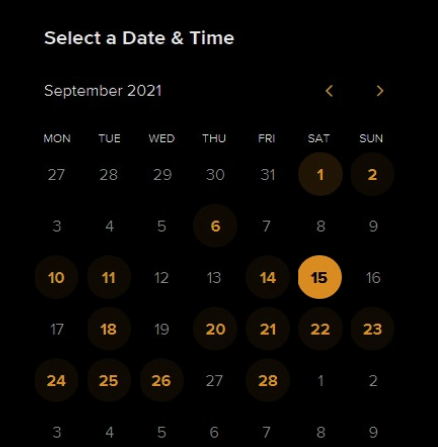 Select a Date & Time
September 2021 < >
MON TUE WED THU FRI SAT SUN
27 28 29 30 31 1 2
3 4 5 6 7 8 9
10 11 12 13 14 15 16
17 18 19 20 21 22 23
24 25 26 27 28 1 2
3 4 5 6 7 8 9